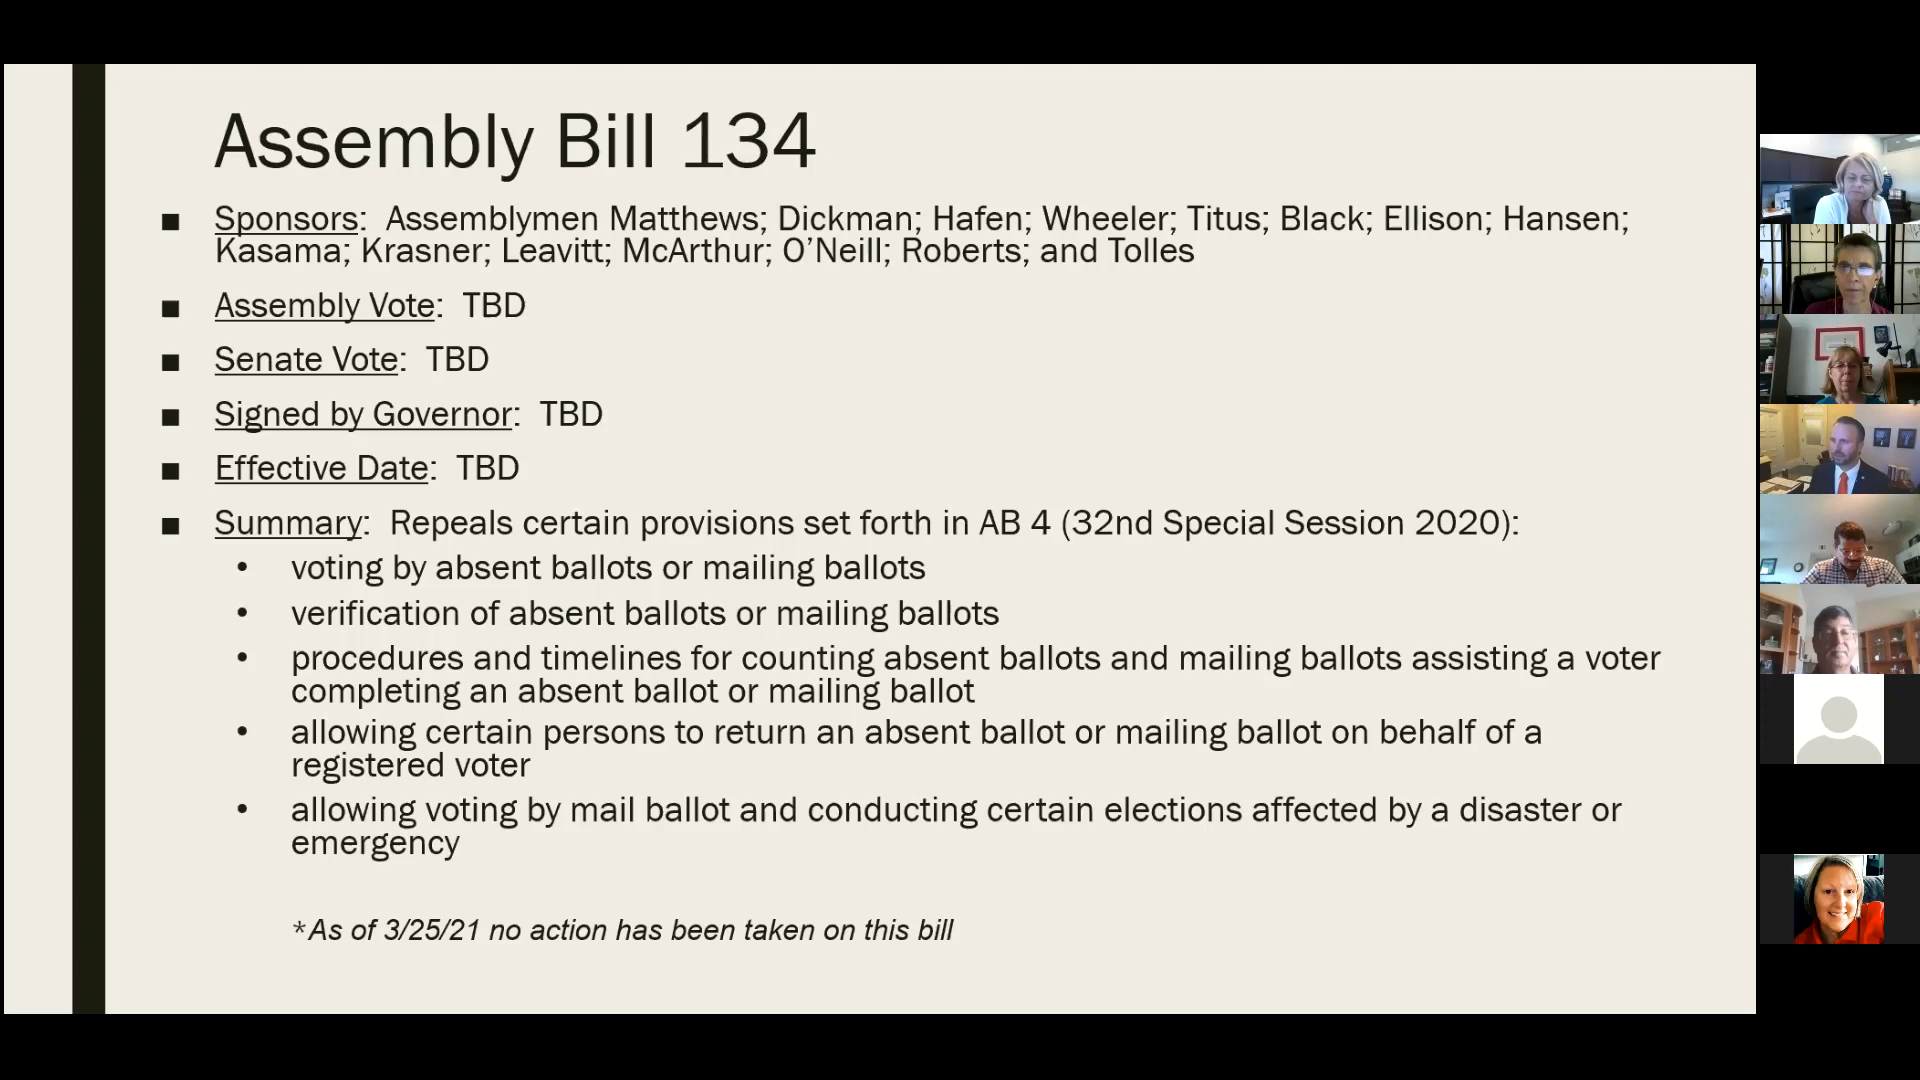 Assembly Bill 134
■ Sponsors: Assemblymen Matthews; Dickman; Hafen; Wheeler; Titus; Black; Ellison; Hansen;
Kasama; Krasner; Leavitt; McArthur; O’Neill; Roberts; and Tolles
■ Assembly Vote: TBD
■ Senate Vote: TBD
■ Signed by Governor: TBD
■ Effective Date: TBD
■ Summary: Repeals certain provisions set forth in AB 4 (32nd Special Session 2020):
• voting by absent ballots or mailing ballots
• verification of absent ballots or mailing ballots
• procedures and timelines for counting absent ballots and mailing ballots assisting a voter
completing an absent ballot or mailing ballot
• allowing certain persons to return an absent ballot or mailing ballot on behalf of a
registered voter
• allowing voting by mail ballot and conducting certain elections affected by a disaster or
emergency
*As of 3/25/21 no action has been taken on this bill